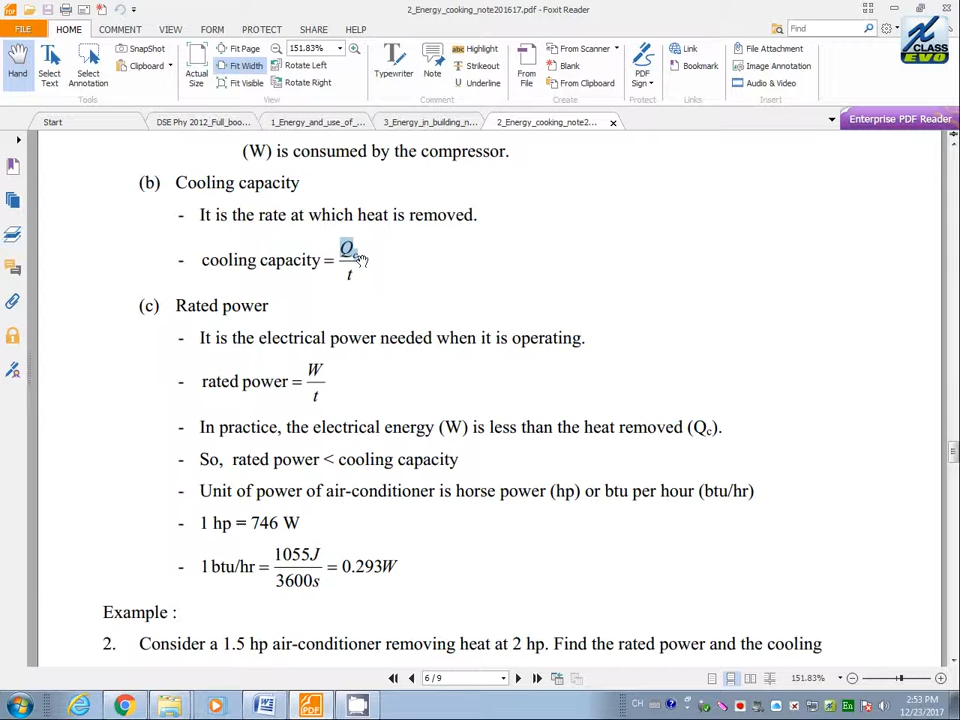 2_Energy_cooking_note201617.pdf - Foxit Reader
FILE HOME COMMENT VIEW FORM PROTECT SHARE HELP
Find
Hand
Select Text
Select Annotation
SnapShot
Clipboard
Tools
Actual Size
Fit Page
Fit Width
Fit Visible
151.83%
Rotate Left
Rotate Right
View
Typewriter
Note
Highlight
Strikeout
Underline
Comment
From File
From Scanner
Blank
From Clipboard
Create
PDF Sign
Protect
Link
Bookmark
Links
File Attachment
Image Annotation
Audio & Video
Insert
XCLASS
EVO
Start
DSE Phy 2012_Full_boo...
1_Energy_and_use_of_...
3_Energy_in_building_n...
2_Energy_cooking_note2...
Enterprise PDF Reader
(W) is consumed by the compressor.
(b) Cooling capacity
- It is the rate at which heat is removed.
- cooling capacity = Qc / t
(c) Rated power
- It is the electrical power needed when it is operating.
- rated power = W / t
- In practice, the electrical energy (W) is less than the heat removed (Qc).
- So, rated power < cooling capacity
- Unit of power of air-conditioner is horse power (hp) or btu per hour (btu/hr)
- 1 hp = 746 W
- 1 btu/hr = 1055J / 3600s = 0.293W
Example :
2. Consider a 1.5 hp air-conditioner removing heat at 2 hp. Find the rated power and the cooling
6 / 9
151.83%
CH
En
2:53 PM
12/23/2017